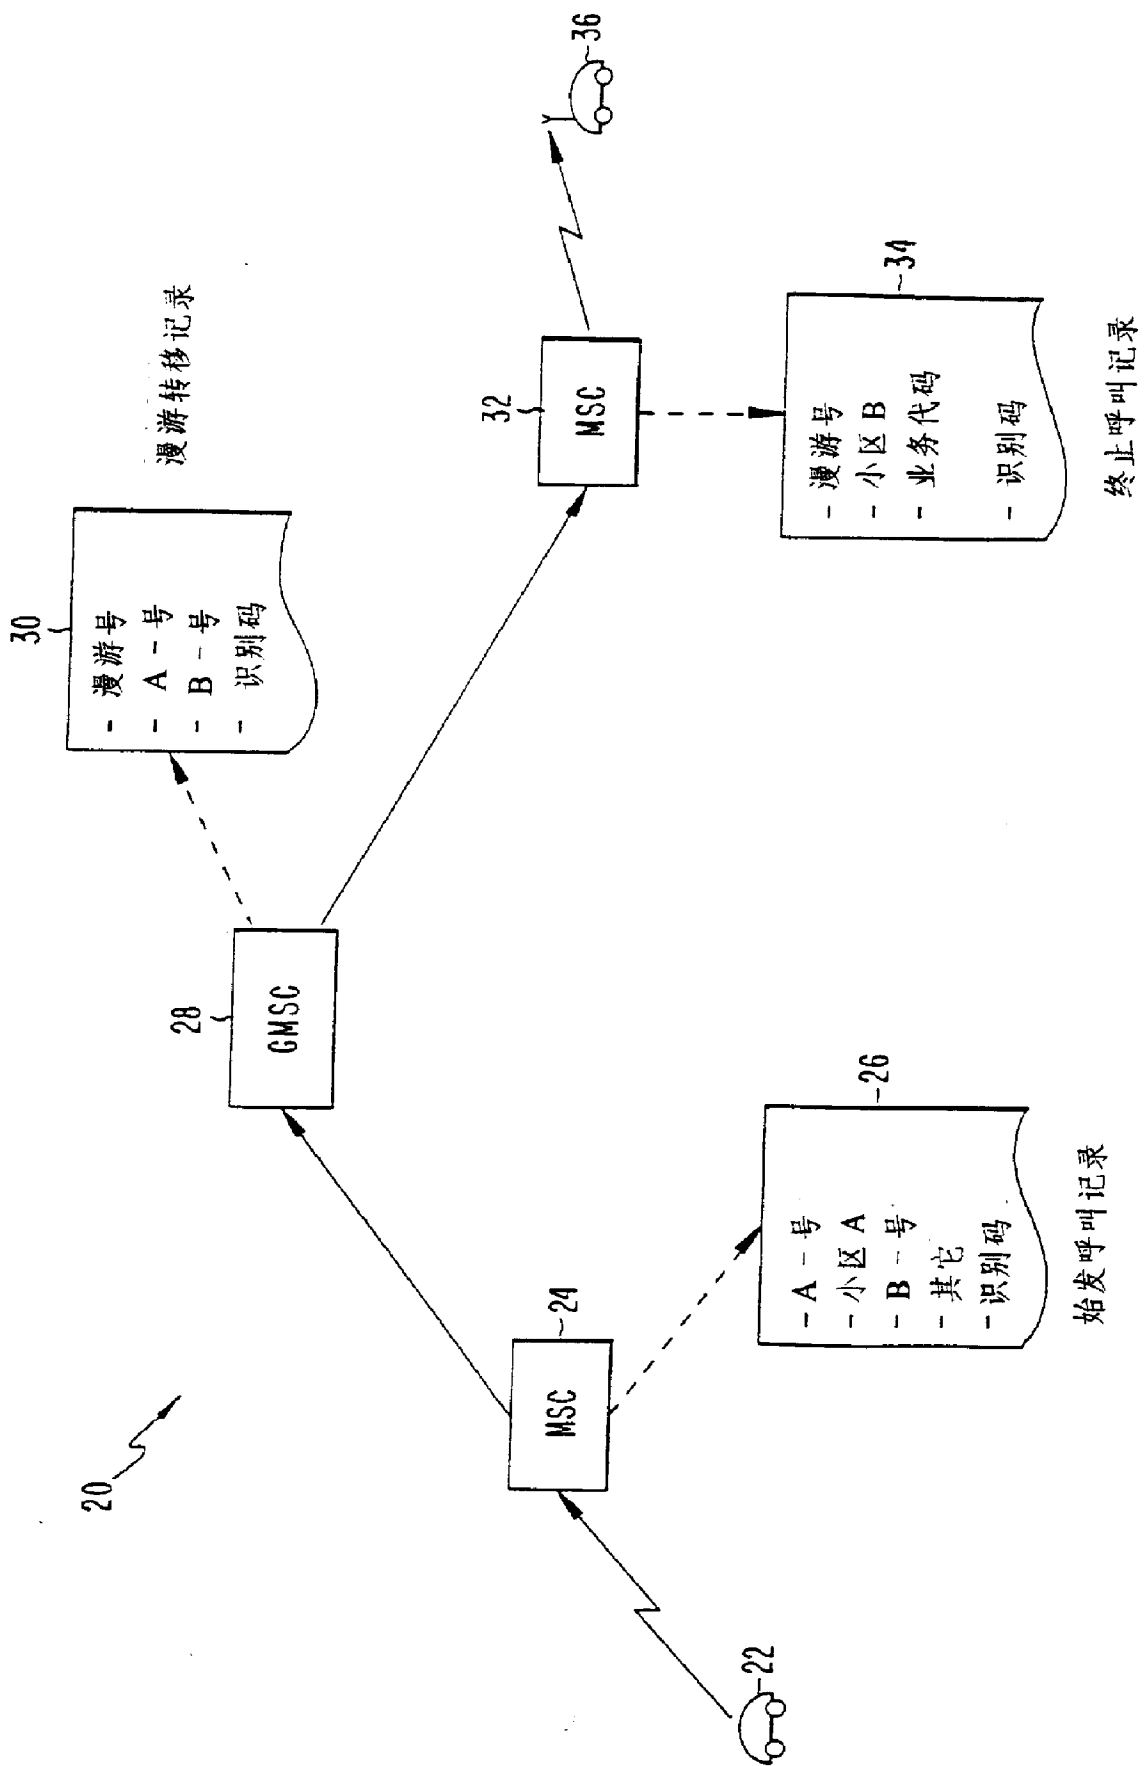 20
22
MSC
24
- A - 号
- 小区 A
- B - 号
- 其它
- 识别码
26
始发呼叫记录
GMSC
28
30
- 漫游号
- A - 号
- B - 号
- 识别码
漫游转移记录
32
MSC
- 漫游号
- 小区 B
- 业务代码
- 识别码
34
终止呼叫记录
36